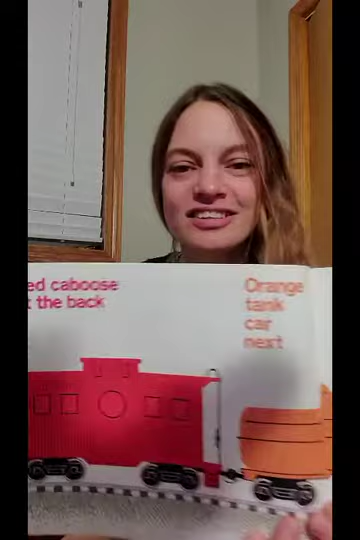 ed caboose
t the back
Orange
tank
car
next